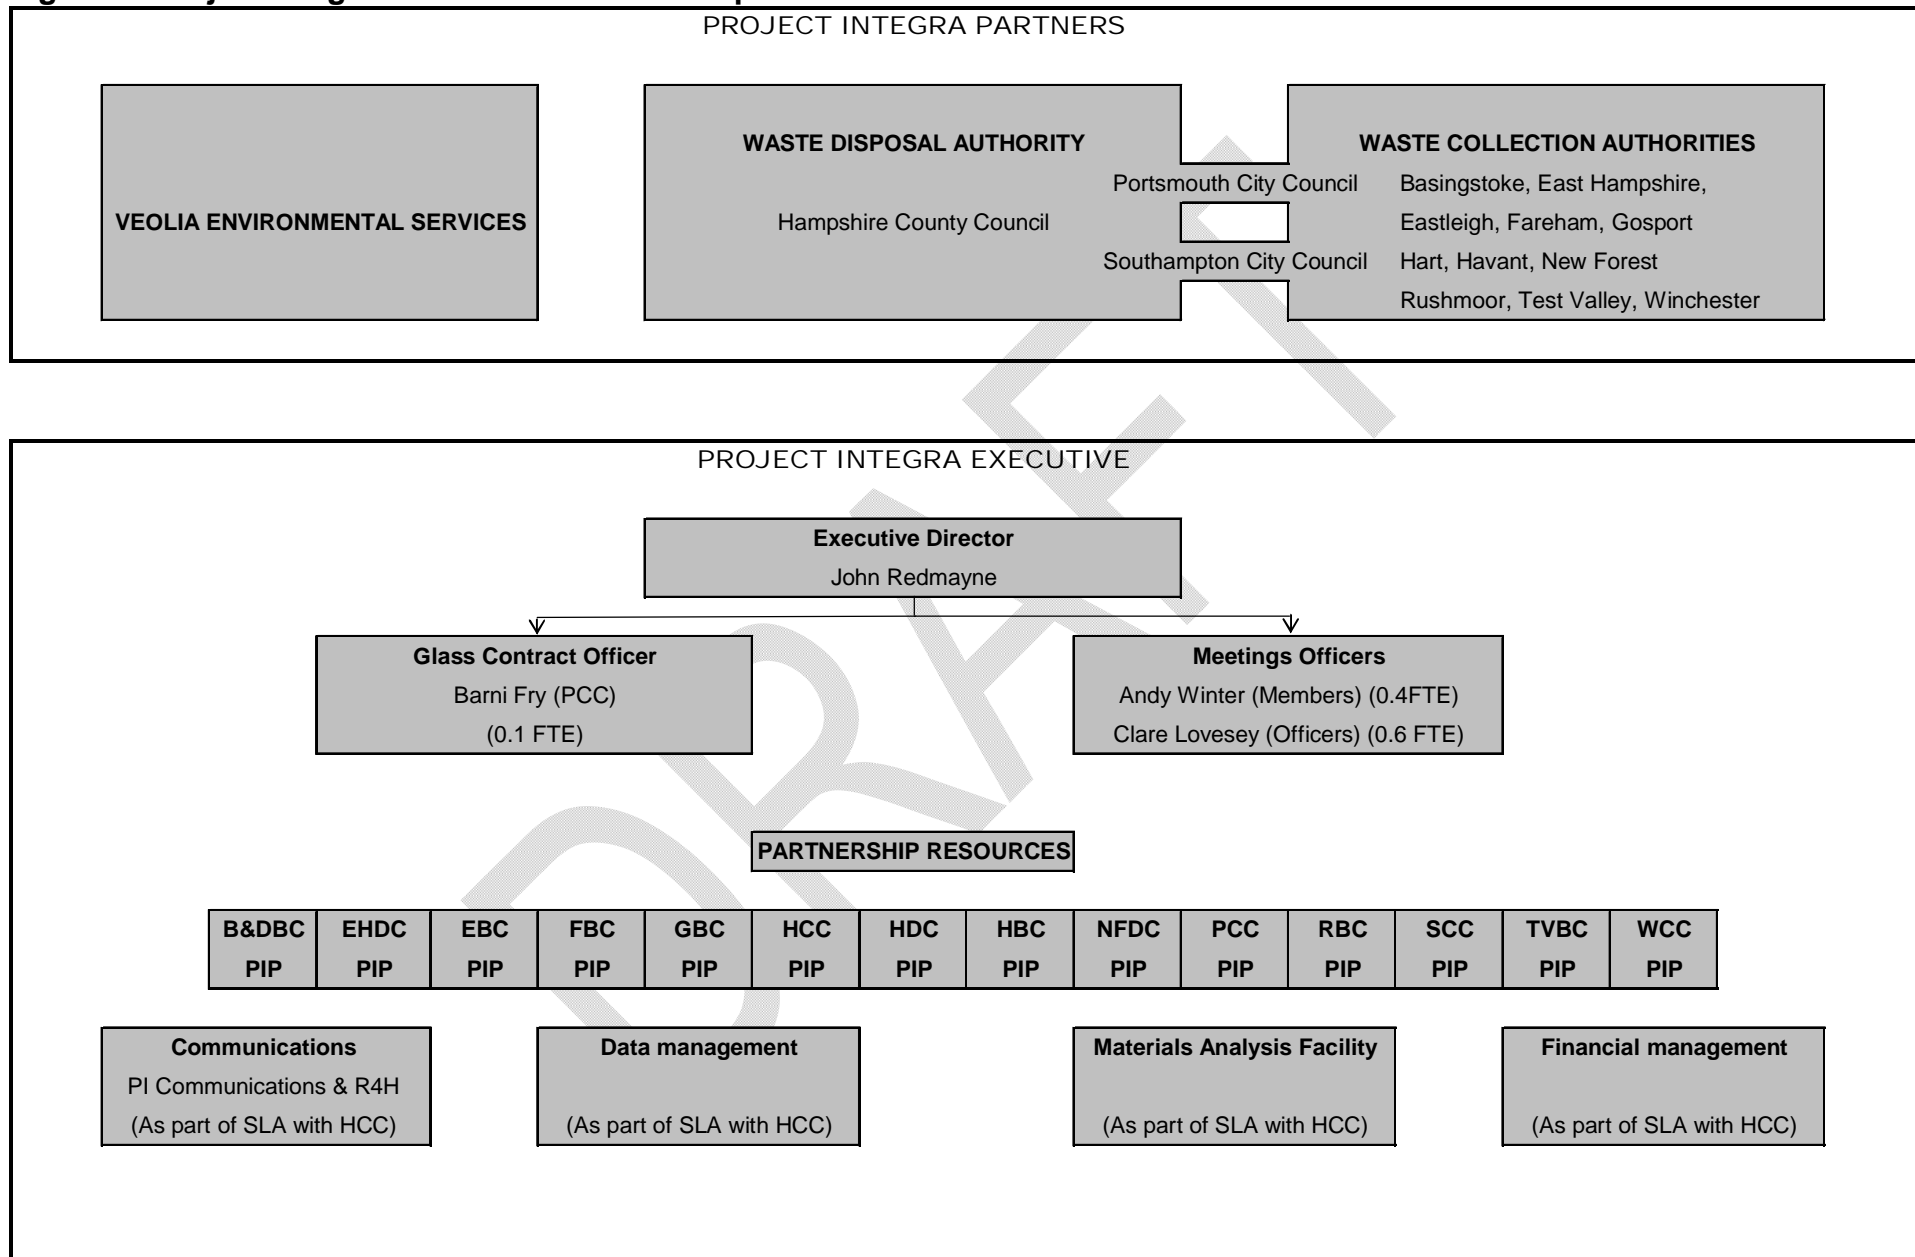 PROJECT INTEGRA PARTNERS
VEOLIA ENVIRONMENTAL SERVICES
WASTE DISPOSAL AUTHORITY
Hampshire County Council
Portsmouth City Council
Southampton City Council
WASTE COLLECTION AUTHORITIES
Basingstoke, East Hampshire,
Eastleigh, Fareham, Gosport
Hart, Havant, New Forest
Rushmoor, Test Valley, Winchester
PROJECT INTEGRA EXECUTIVE
Executive Director
John Redmayne
Glass Contract Officer
Barni Fry (PCC)
(0.1 FTE)
Meetings Officers
Andy Winter (Members) (0.4FTE)
Clare Lovesey (Officers) (0.6 FTE)
PARTNERSHIP RESOURCES
B&DBC EHDC EBC FBC GBC HCC HDC HBC NFDC PCC RBC SCC TVBC WCC
PIP PIP PIP PIP PIP PIP PIP PIP PIP PIP PIP PIP PIP PIP
Communications
PI Communications & R4H
(As part of SLA with HCC)
Data management
(As part of SLA with HCC)
Materials Analysis Facility
(As part of SLA with HCC)
Financial management
(As part of SLA with HCC)
DRAFT